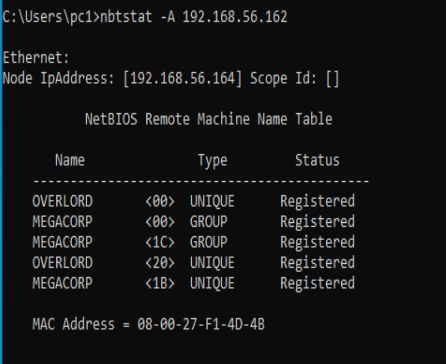 C:\Users\pc1>nbtstat -A 192.168.56.162
Ethernet:
Node IpAddress: [192.168.56.164] Scope Id: []
NetBIOS Remote Machine Name Table
Name Type Status
---------------------------------------------
OVERLORD <00> UNIQUE Registered
MEGACORP <00> GROUP Registered
MEGACORP <1C> GROUP Registered
OVERLORD <20> UNIQUE Registered
MEGACORP <1B> UNIQUE Registered
MAC Address = 08-00-27-F1-4D-4B